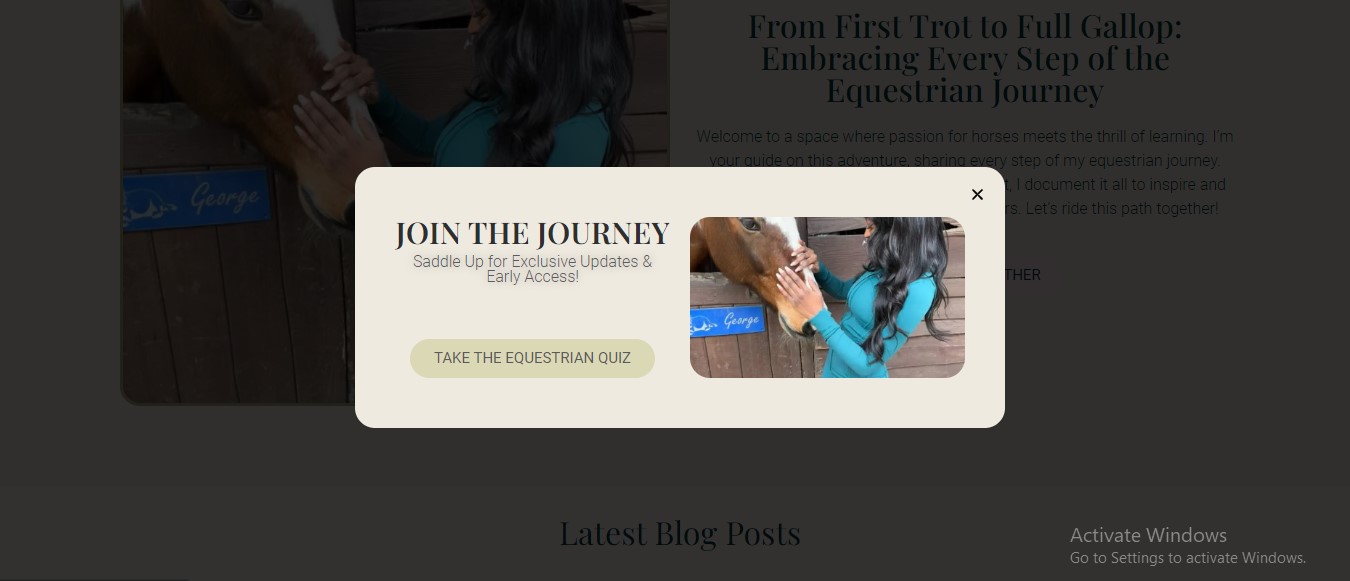 From First Trot to Full Gallop:
Embracing Every Step of the
Equestrian Journey
Welcome to a space where passion for horses meets the thrill of learning. I'm
your guide on this adventure, sharing every step of my equestrian journey.
, I document it all to inspire and
rs. Let's ride this path together!
THER
George
JOIN THE JOURNEY
Saddle Up for Exclusive Updates &
Early Access!
TAKE THE EQUESTRIAN QUIZ
George
Latest Blog Posts
Activate Windows
Go to Settings to activate Windows.